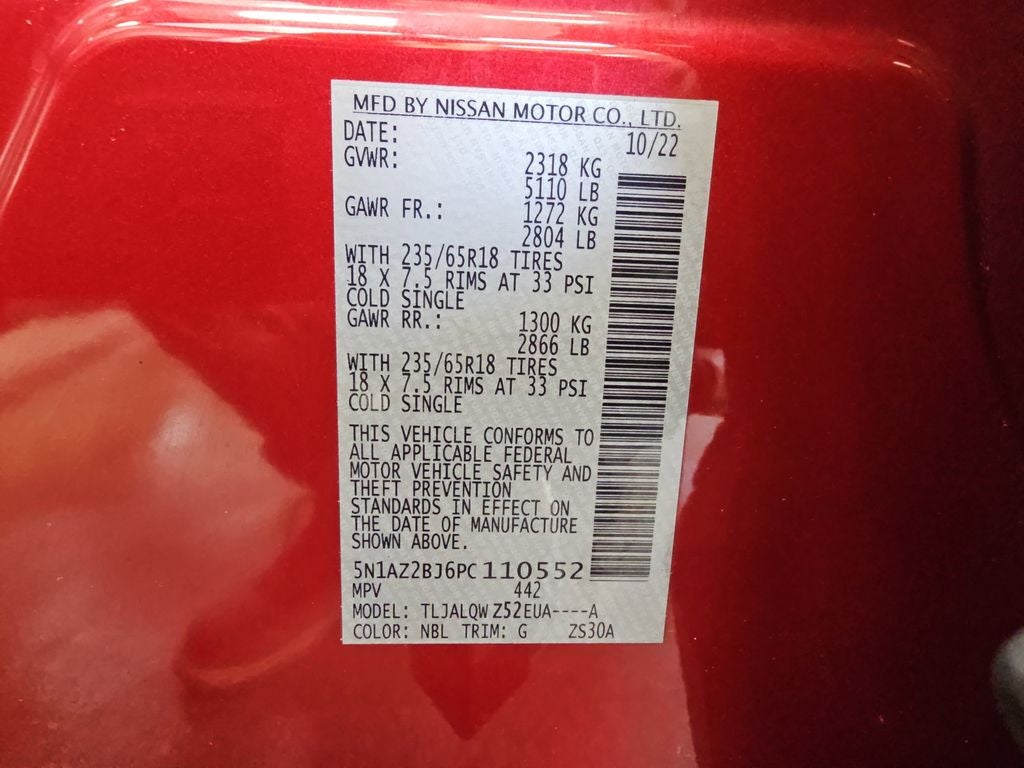 MFD BY NISSAN MOTOR CO., LTD.
DATE: 10/22
GVWR: 2318 KG
5110 LB
GAWR FR.: 1272 KG
2804 LB
WITH 235/65R18 TIRES
18 X 7.5 RIMS AT 33 PSI
COLD SINGLE
GAWR RR.: 1300 KG
2866 LB
WITH 235/65R18 TIRES
18 X 7.5 RIMS AT 33 PSI
COLD SINGLE
THIS VEHICLE CONFORMS TO
ALL APPLICABLE FEDERAL
MOTOR VEHICLE SAFETY AND
THEFT PREVENTION
STANDARDS IN EFFECT ON
THE DATE OF MANUFACTURE
SHOWN ABOVE.
5N1AZ2BJ6PC110552
MPV 442
MODEL: TLJALQW Z52EUA----A
COLOR: NBL TRIM: G ZS30A